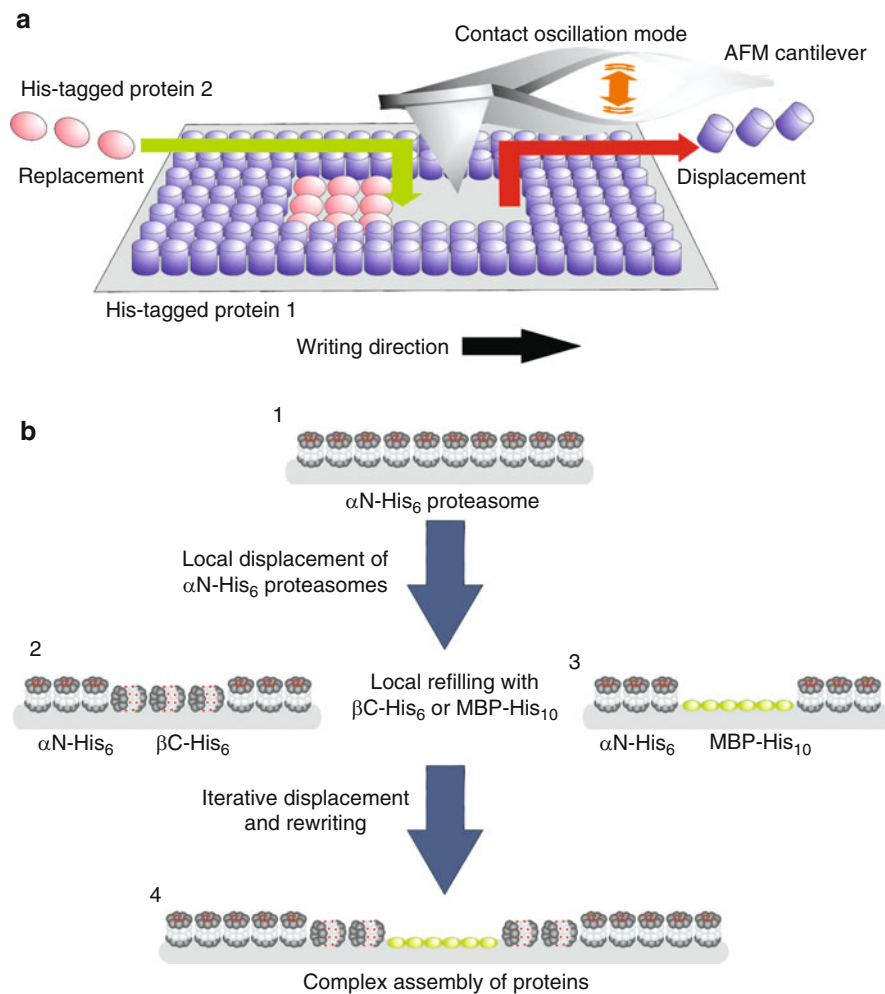 a
Contact oscillation mode
AFM cantilever
His-tagged protein 2
Replacement
Displacement
His-tagged protein 1
Writing direction
b
1
αN-His₆ proteasome
Local displacement of
αN-His₆ proteasomes
2
3
Local refilling with
βC-His₆ or MBP-His₁₀
αN-His₆
βC-His₆
αN-His₆
MBP-His₁₀
Iterative displacement
and rewriting
4
Complex assembly of proteins